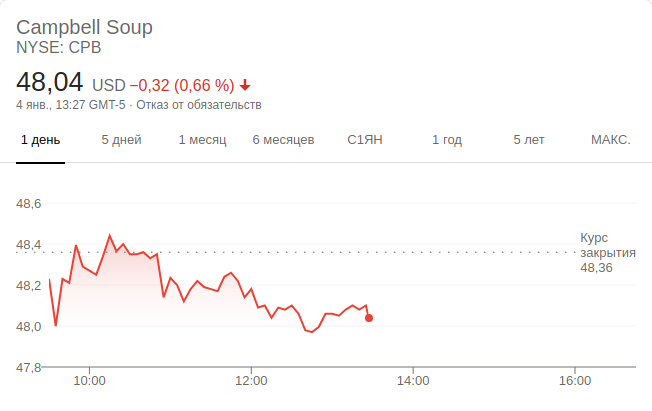 Campbell Soup
NYSE: CPB
48,04 USD −0,32 (0,66 %)
4 янв., 13:27 GMT-5 · Отказ от обязательств
1 день 5 дней 1 месяц 6 месяцев С1ЯН 1 год 5 лет МАКС.
48,6
48,4
48,2
48,0
47,8
Курс
закрытия
48,36
10:00 12:00 14:00 16:00